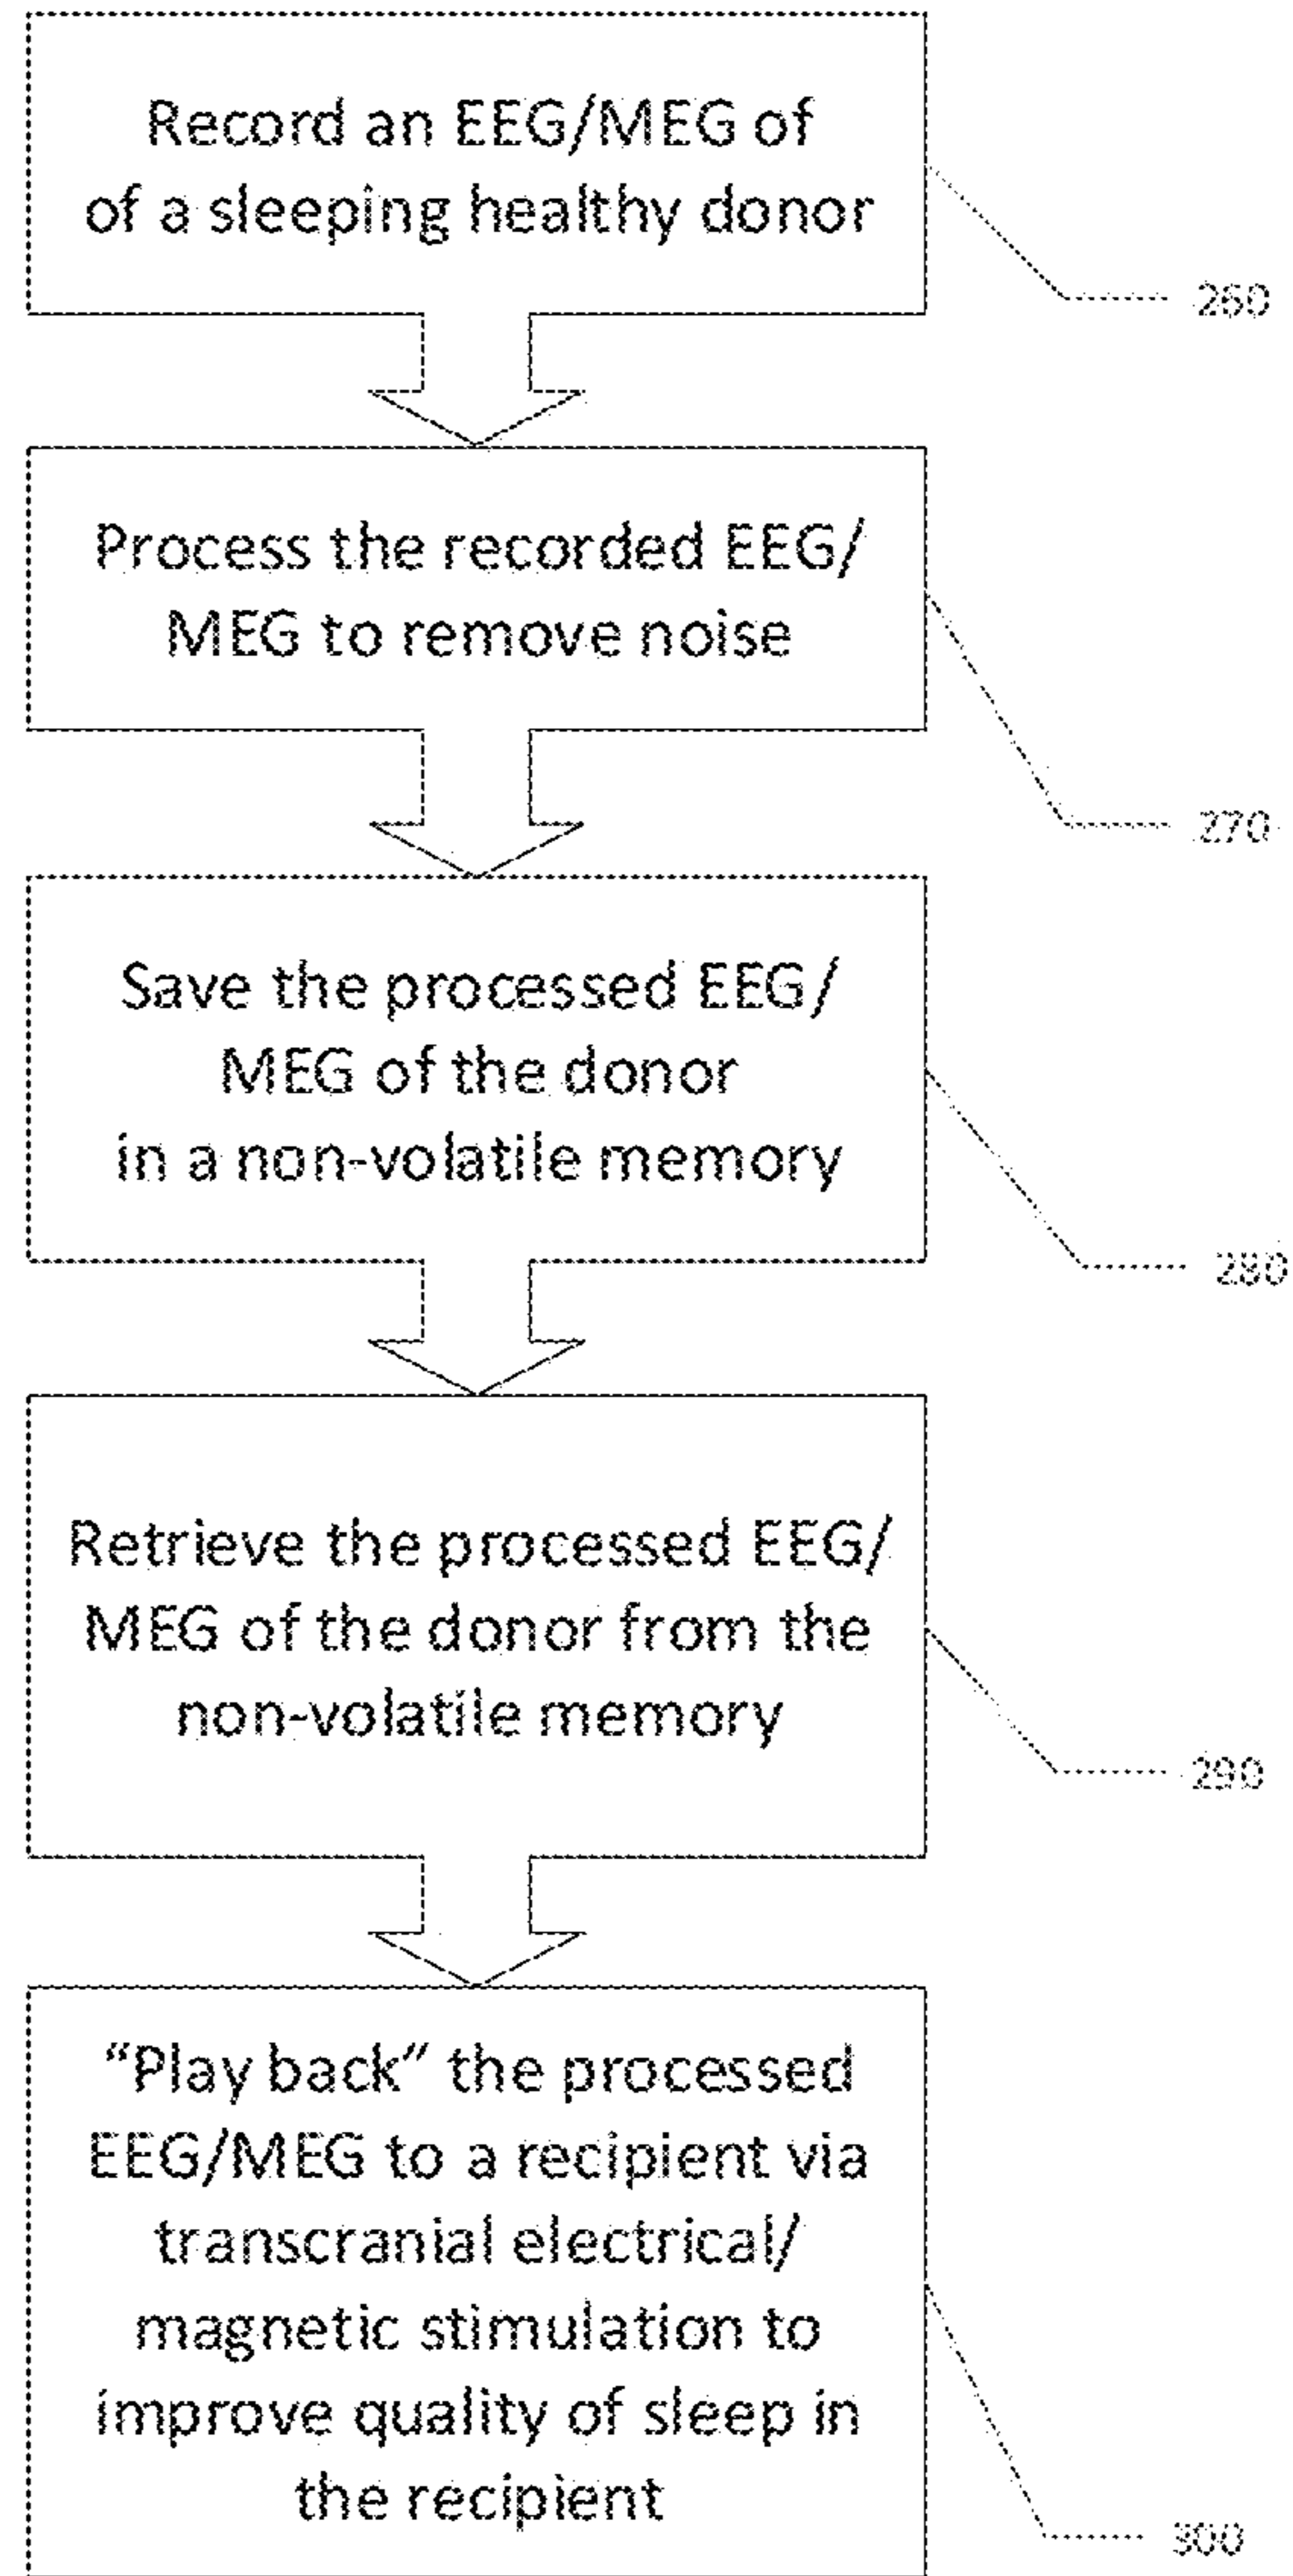 Record an EEG/MEG of
of a sleeping healthy donor
260
Process the recorded EEG/
MEG to remove noise
270
Save the processed EEG/
MEG of the donor
in a non-volatile memory
280
Retrieve the processed EEG/
MEG of the donor from the
non-volatile memory
290
“Play back” the processed
EEG/MEG to a recipient via
transcranial electrical/
magnetic stimulation to
improve quality of sleep in
the recipient
300